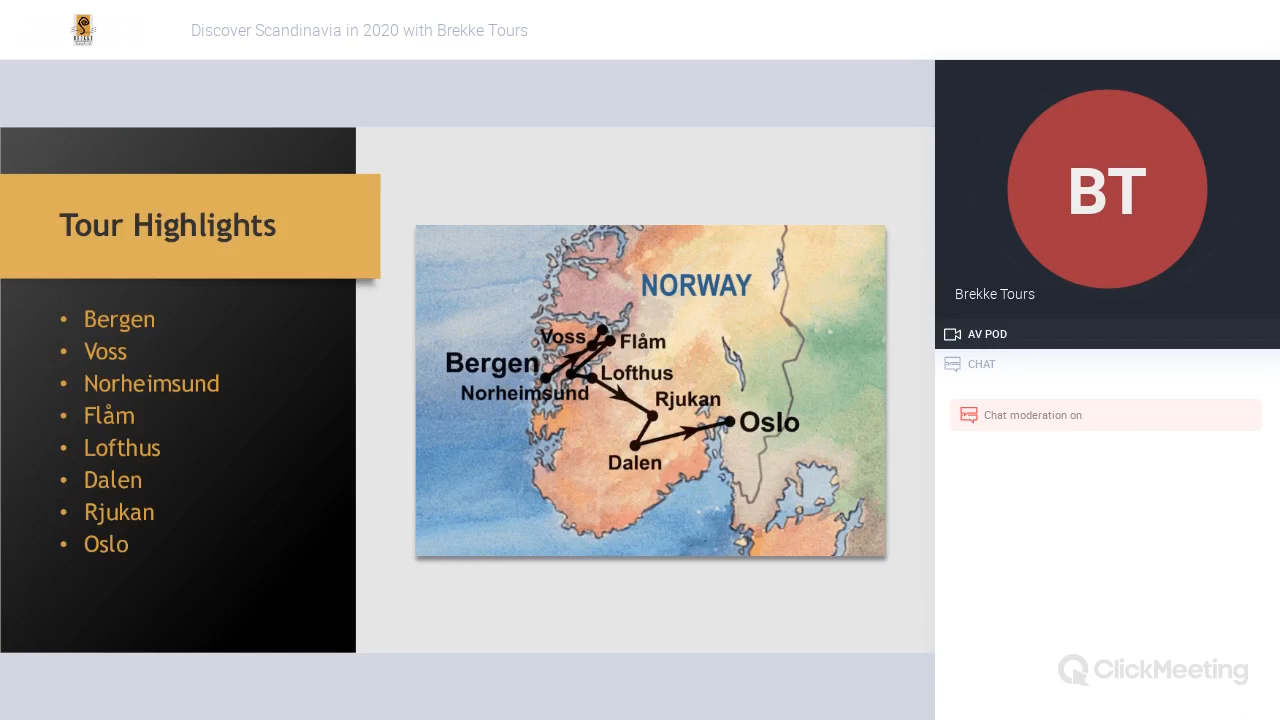 Discover Scandinavia in 2020 with Brekke Tours
Tour Highlights
• Bergen
• Voss
• Norheimsund
• Flåm
• Lofthus
• Dalen
• Rjukan
• Oslo
NORWAY
Voss
Flåm
Bergen
Lofthus
Norheimsund
Rjukan
Oslo
Dalen
BT
Brekke Tours
AV POD
CHAT
Chat moderation on
ClickMeeting